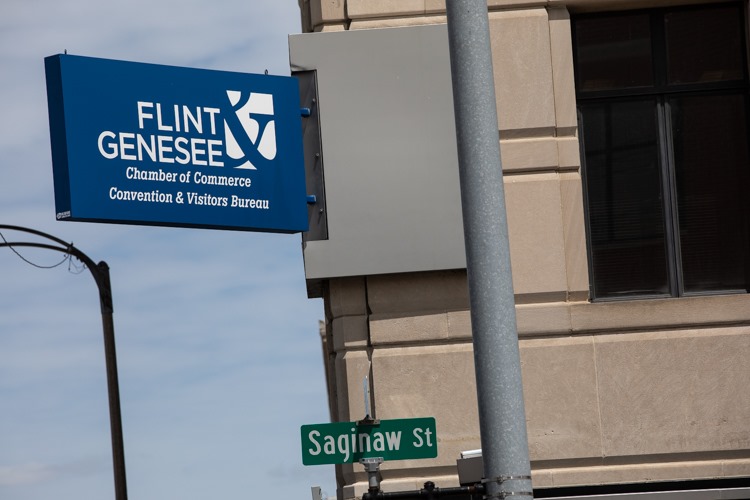 FLINT &
GENESEE
Chamber of Commerce
Convention & Visitors Bureau
Saginaw St